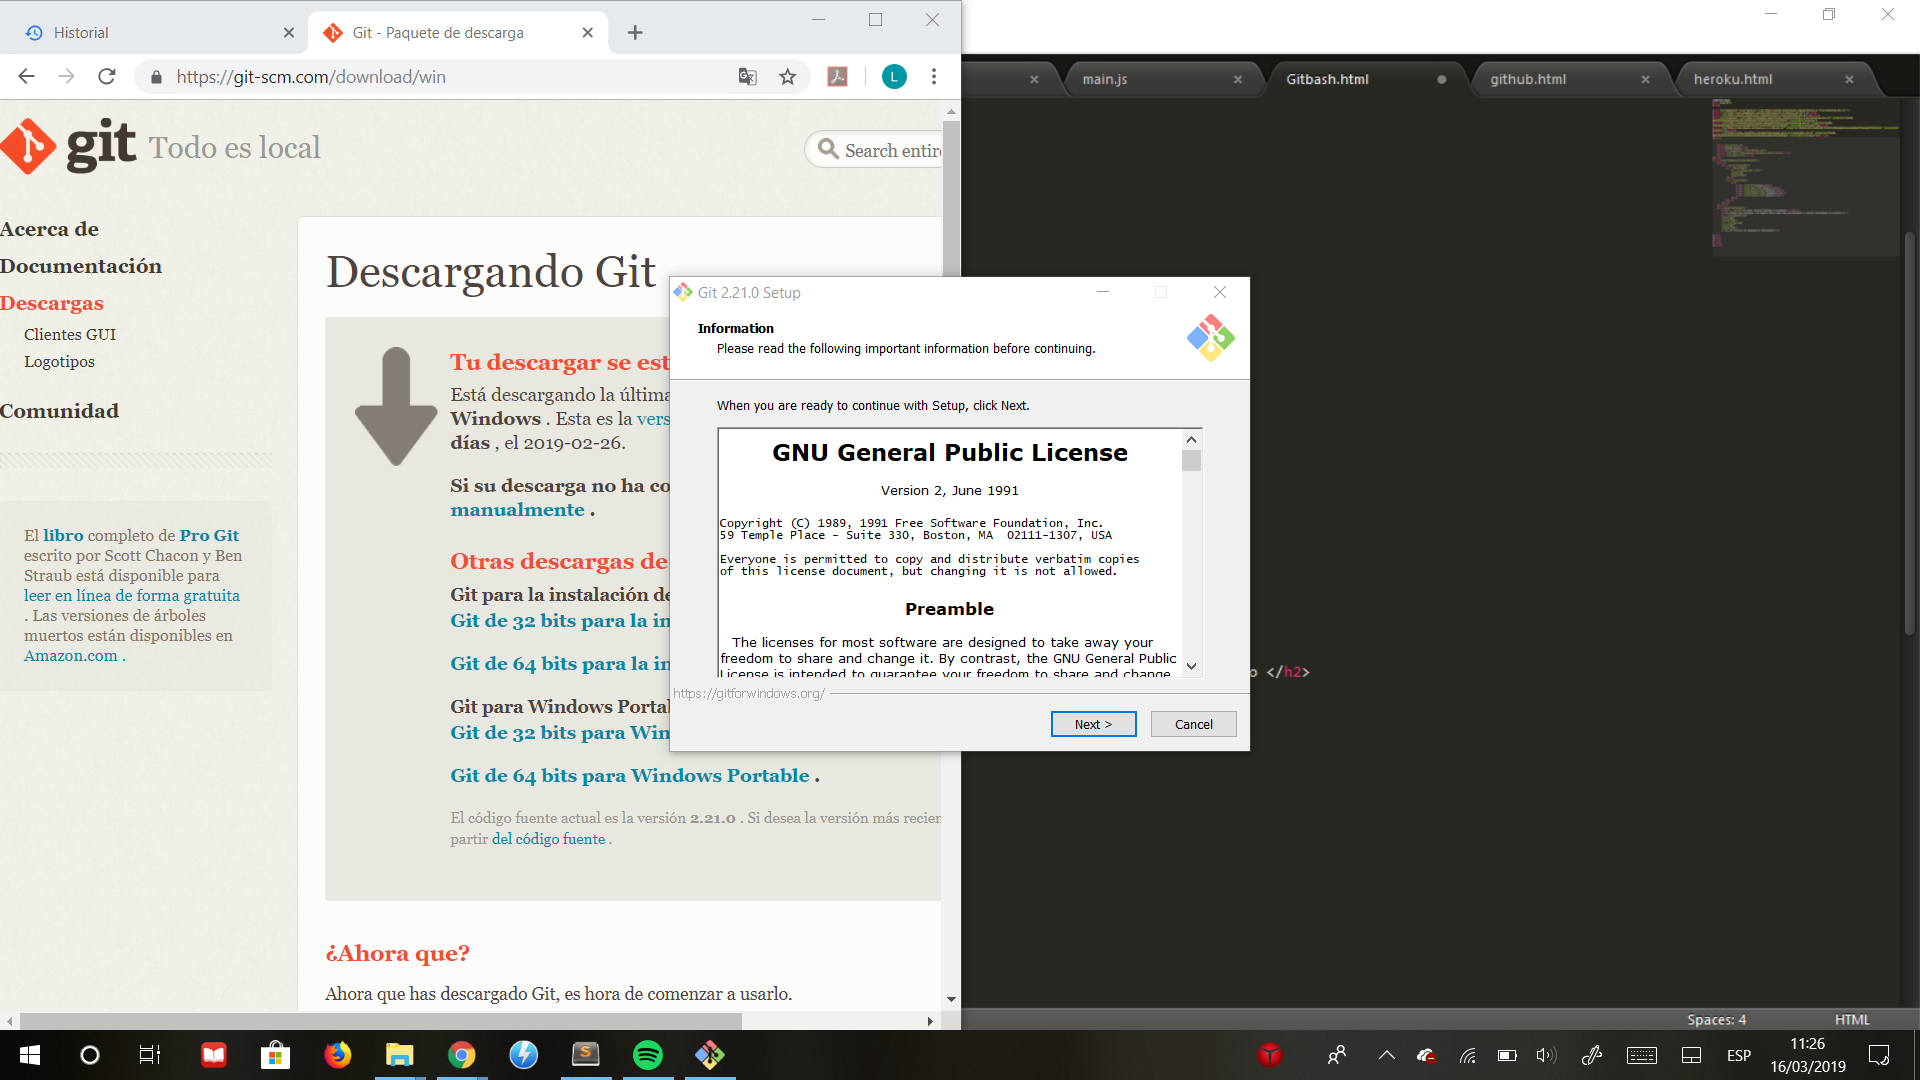 Historial
Git - Paquete de descarga
https://git-scm.com/download/win
L
main.js
Gitbash.html
github.html
heroku.html
git Todo es local
Search entire
Acerca de
Documentación
Descargas
Clientes GUI
Logotipos
Comunidad
El libro completo de Pro Git
escrito por Scott Chacon y Ben
Straub está disponible para
leer en línea de forma gratuita
. Las versiones de árboles
muertos están disponibles en
Amazon.com .
Descargando Git
Tu descargar se est
Está descargando la última
Windows . Esta es la vers
días , el 2019-02-26.
Si su descarga no ha co
manualmente .
Otras descargas de
Git para la instalación de
Git de 32 bits para la in
Git de 64 bits para la in
Git para Windows Portal
Git de 32 bits para Win
Git de 64 bits para Windows Portable .
El código fuente actual es la versión 2.21.0 . Si desea la versión más recien
partir del código fuente .
¿Ahora que?
Ahora que has descargado Git, es hora de comenzar a usarlo.
Git 2.21.0 Setup
Information
Please read the following important information before continuing.
When you are ready to continue with Setup, click Next.
GNU General Public License
Version 2, June 1991
Copyright (C) 1989, 1991 Free Software Foundation, Inc.
59 Temple Place - Suite 330, Boston, MA  02111-1307, USA
Everyone is permitted to copy and distribute verbatim copies
of this license document, but changing it is not allowed.
Preamble
The licenses for most software are designed to take away your
freedom to share and change it. By contrast, the GNU General Public
License is intended to guarantee your freedom to share and change
https://gitforwindows.org/
Next >
Cancel
o </h2>
Spaces: 4
HTML
ESP
11:26
16/03/2019